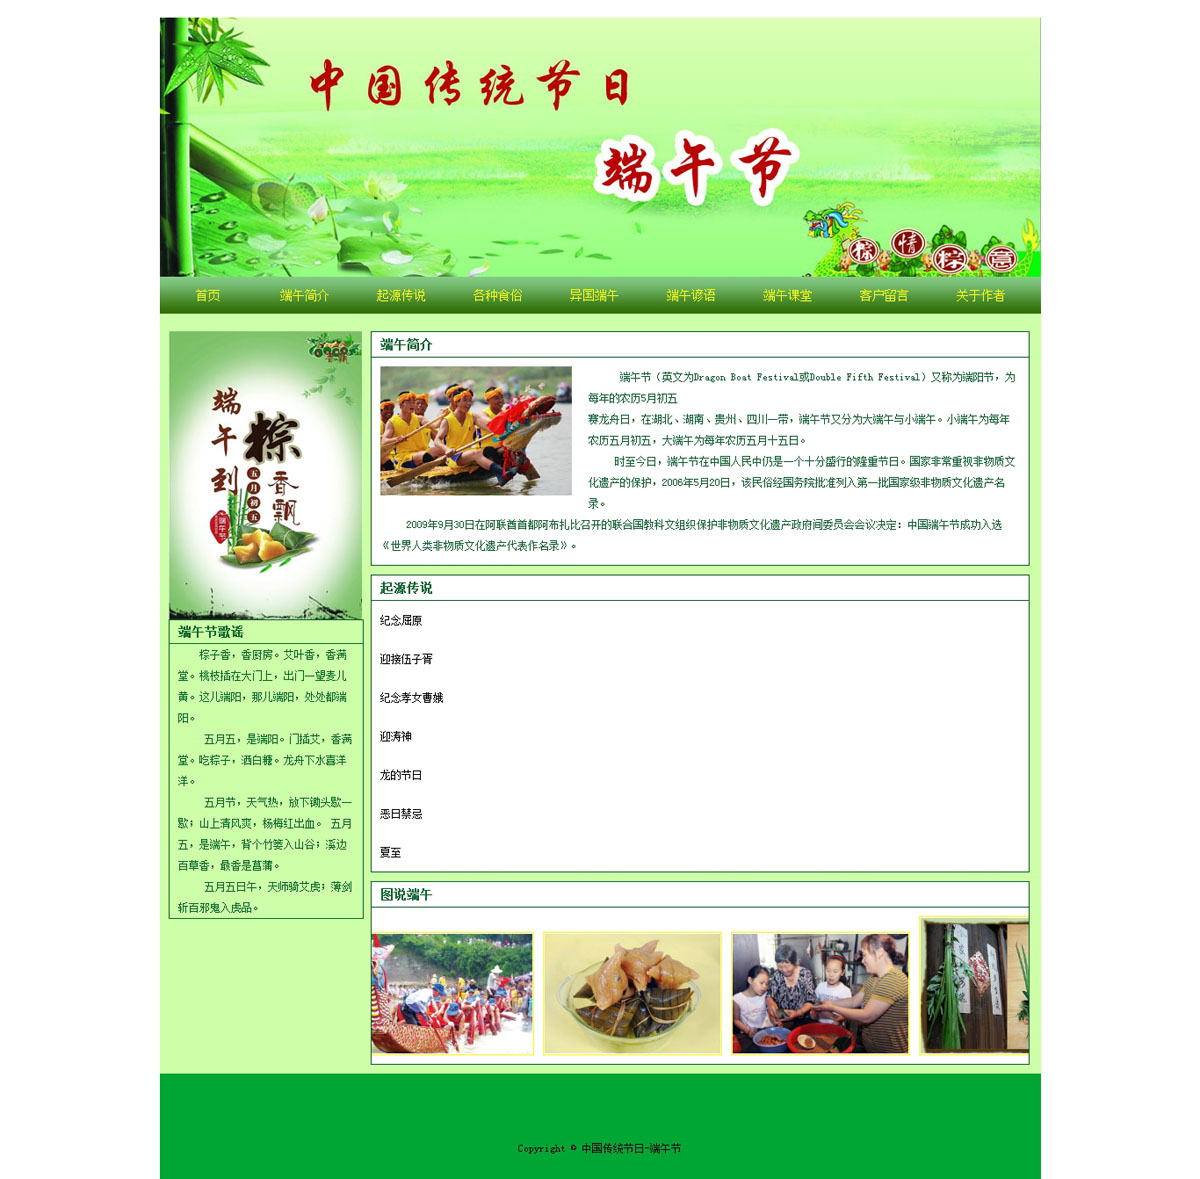 中国传统节日
端午节
粽情粽意
首页 端午简介 起源传说 各种食俗 异国端午 端午谚语 端午课堂 客户留言 关于作者
端午到
粽香飘
五月初五
端午节
端午节歌谣
棕子香，香厨房。艾叶香，香满
堂。桃枝插在大门上，出门一望麦儿
黄。这儿端阳，那儿端阳，处处都端
阳。
五月五，是端阳。门插艾，香满
堂。吃粽子，洒白糖。龙舟下水喜洋
洋。
五月节，天气热，放下锄头歇一
歇；山上清风爽，杨梅红出血。 五月
五，是端午，背个竹篓入山谷；溪边
百草香，最香是菖蒲。
五月五日午，天师骑艾虎；薄剑
斩百邪鬼入虎品。
端午简介
端午节（英文为Dragon Boat Festival或Double Fifth Festival）又称为端阳节，为
每年的农历5月初五
赛龙舟日，在湖北、湖南、贵州、四川一带，端午节又分为大端午与小端午。小端午为每年
农历五月初五，大端午为每年农历五月十五日。
时至今日，端午节在中国人民中仍是一个十分盛行的隆重节日。国家非常重视非物质文
化遗产的保护，2006年5月20日，该民俗经国务院批准列入第一批国家级非物质文化遗产名
录。
2009年9月30日在阿联酋首都阿布扎比召开的联合国教科文组织保护非物质文化遗产政府间委员会会议决定：中国端午节成功入选
《世界人类非物质文化遗产代表作名录》。
起源传说
纪念屈原
迎接伍子胥
纪念孝女曹娥
迎涛神
龙的节日
恶日禁忌
夏至
图说端午
Copyright © 中国传统节日-端午节